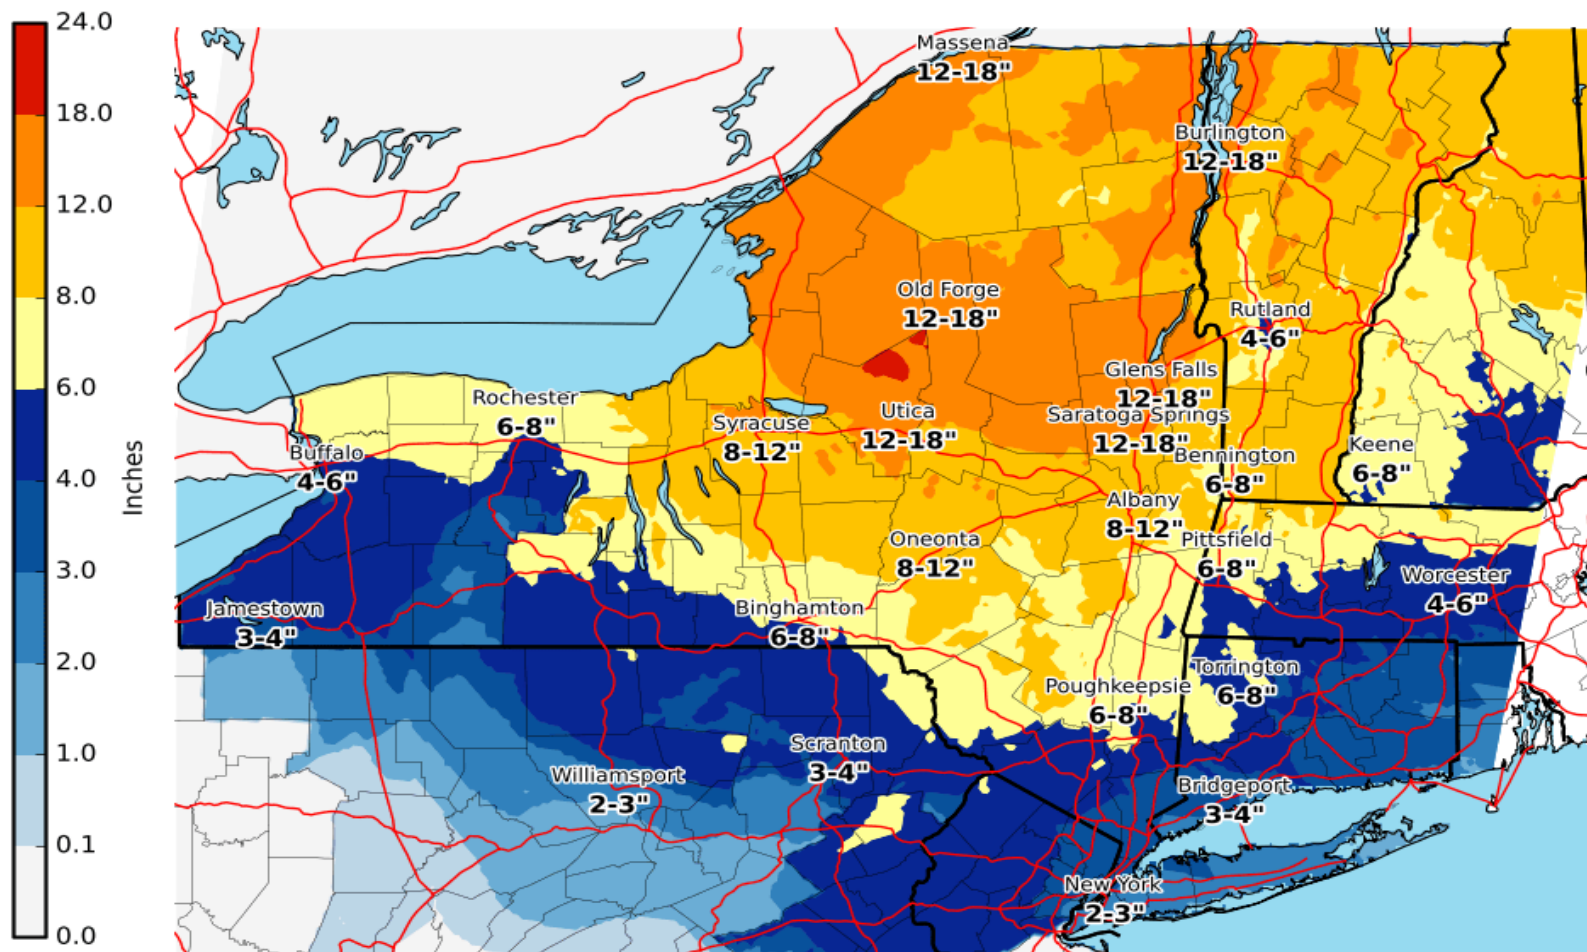 24.0
18.0
12.0
8.0
6.0
4.0
3.0
2.0
1.0
0.1
0.0
Inches
Massena
12-18"
Burlington
12-18"
Old Forge
12-18"
Rutland
4-6"
Glens Falls
12-18"
Saratoga Springs
12-18"
Rochester
6-8"
Syracuse
8-12"
Utica
12-18"
Bennington
6-8"
Keene
6-8"
Buffalo
4-6"
Albany
8-12"
Oneonta
8-12"
Pittsfield
6-8"
Worcester
4-6"
Jamestown
3-4"
Binghamton
6-8"
Torrington
6-8"
Poughkeepsie
6-8"
Scranton
3-4"
Williamsport
2-3"
Bridgeport
3-4"
New York
2-3"